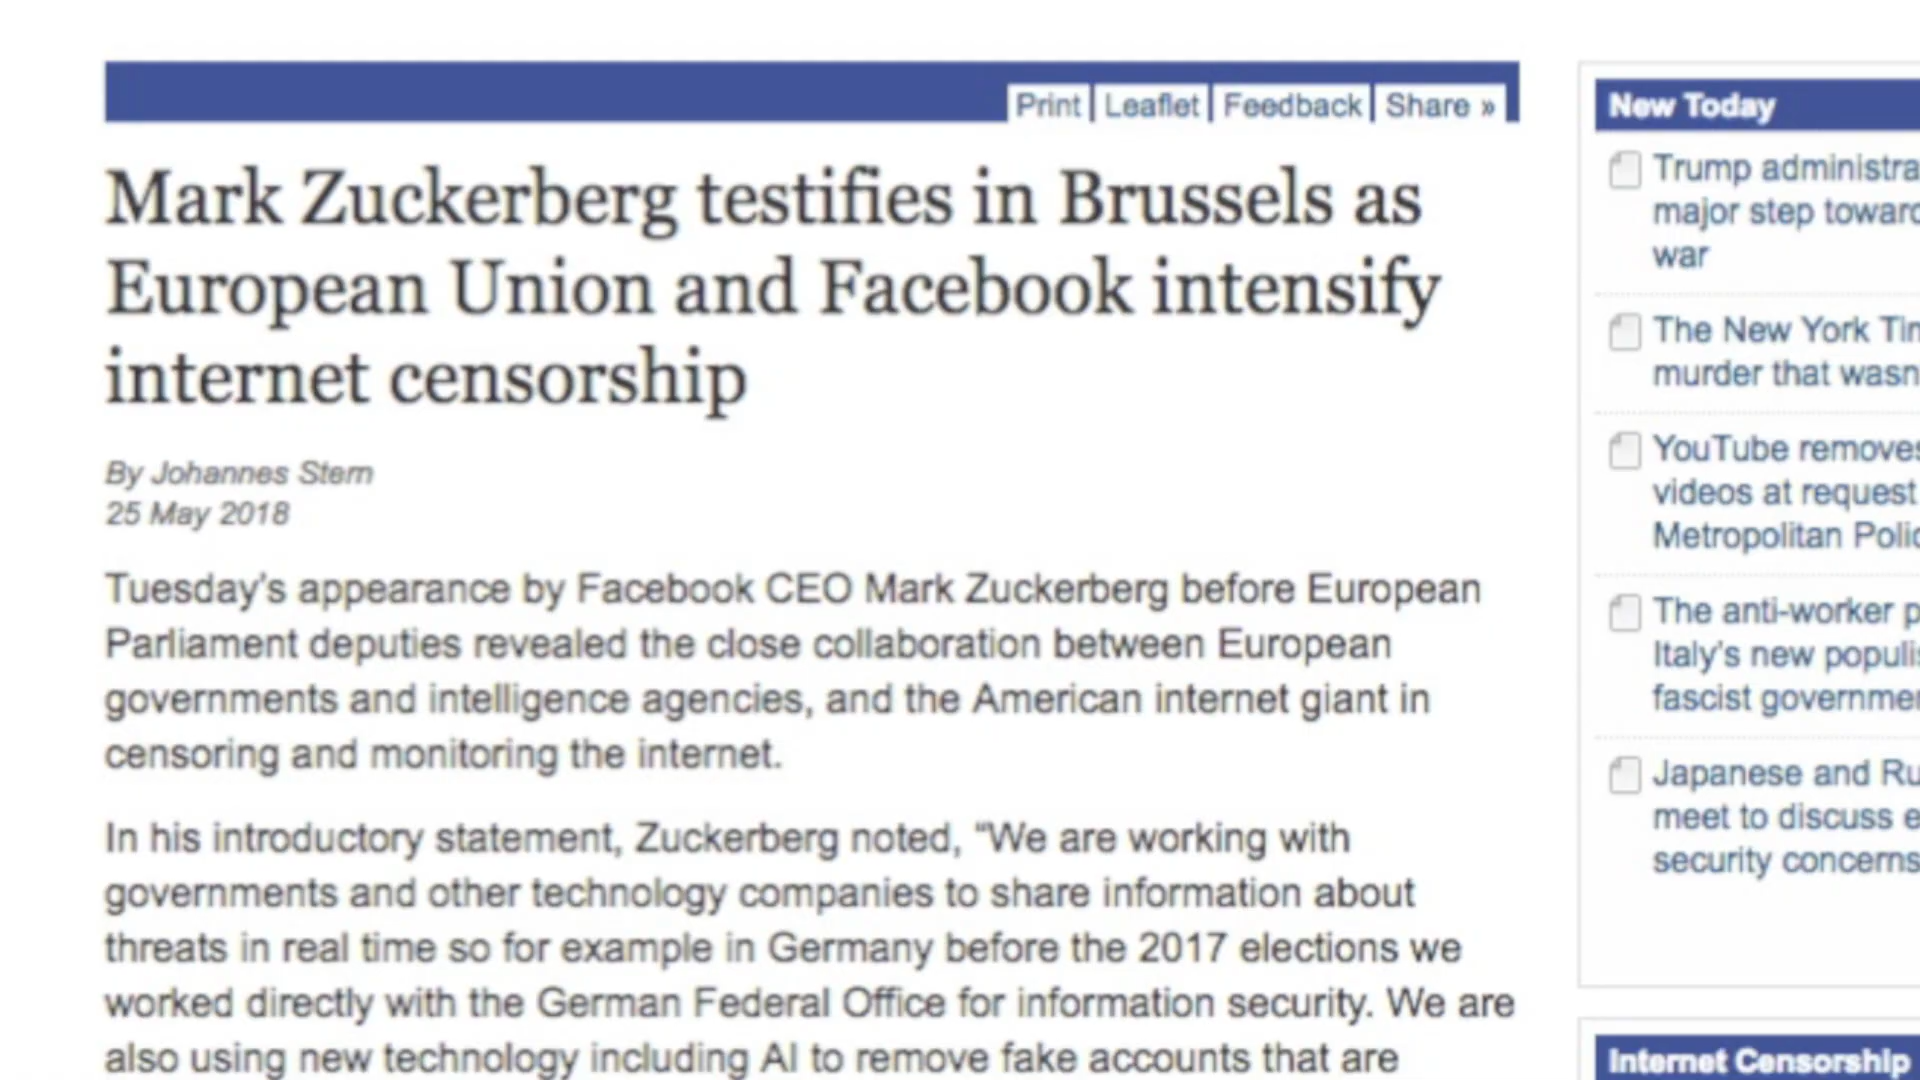 Print
Leaflet
Feedback
Share »
Mark Zuckerberg testifies in Brussels as
European Union and Facebook intensify
internet censorship
By Johannes Stern
25 May 2018
Tuesday's appearance by Facebook CEO Mark Zuckerberg before European
Parliament deputies revealed the close collaboration between European
governments and intelligence agencies, and the American internet giant in
censoring and monitoring the internet.
In his introductory statement, Zuckerberg noted, “We are working with
governments and other technology companies to share information about
threats in real time so for example in Germany before the 2017 elections we
worked directly with the German Federal Office for information security. We are
also using new technology including AI to remove fake accounts that are
New Today
Trump administra
major step toward
war
The New York Tim
murder that wasn
YouTube removes
videos at request
Metropolitan Polic
The anti-worker p
Italy's new populis
fascist governmen
Japanese and Ru
meet to discuss e
security concerns
Internet Censorship